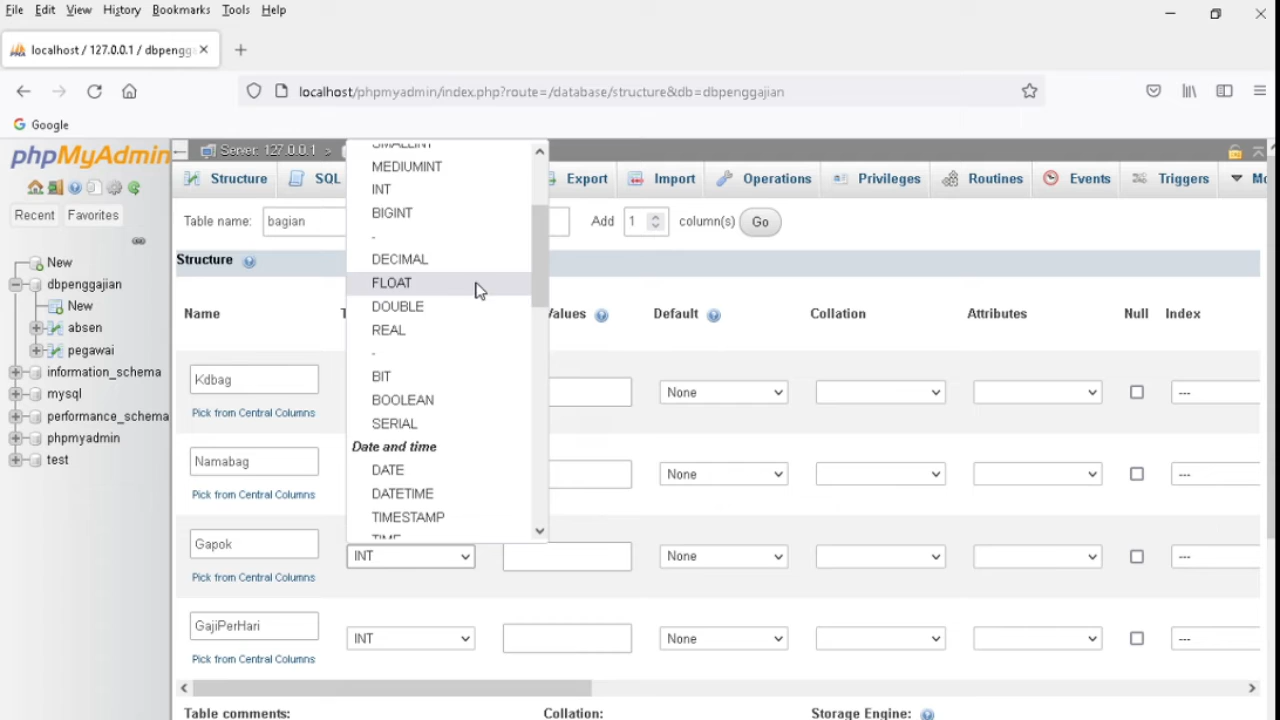 File Edit View History Bookmarks Tools Help
localhost / 127.0.0.1 / dbpengg
localhost/phpmyadmin/index.php?route=/database/structure&db=dbpenggajian
Google
phpMyAdmin
Recent Favorites
New
dbpenggajian
New
absen
pegawai
information_schema
mysql
performance_schema
phpmyadmin
test
Server: 127.0.0.1 >
Structure SQL Export Import Operations Privileges Routines Events Triggers Mo
Table name: bagian Add 1 column(s) Go
Structure
Name T Values Default Collation Attributes Null Index
SMALLINT
MEDIUMINT
INT
BIGINT
-
DECIMAL
FLOAT
DOUBLE
REAL
-
BIT
BOOLEAN
SERIAL
Date and time
DATE
DATETIME
TIMESTAMP
TIME
Kdbag None ---
Pick from Central Columns
Namabag None ---
Pick from Central Columns
Gapok INT None ---
Pick from Central Columns
GajiPerHari INT None ---
Pick from Central Columns
Table comments: Collation: Storage Engine: